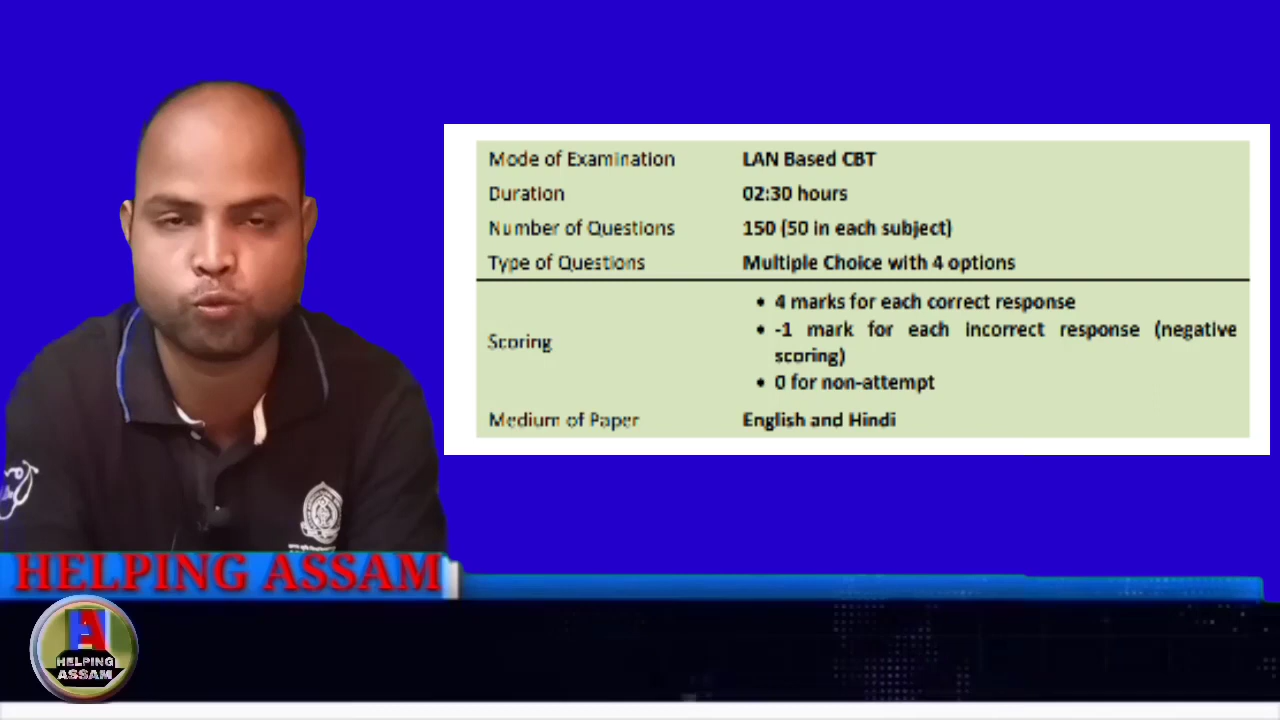 Mode of Examination LAN Based CBT
Duration 02:30 hours
Number of Questions 150 (50 in each subject)
Type of Questions Multiple Choice with 4 options
• 4 marks for each correct response
• -1 mark for each incorrect response (negative
Scoring
scoring)
• 0 for non-attempt
Medium of Paper English and Hindi
HELPING ASSAM
HELPING
ASSAM